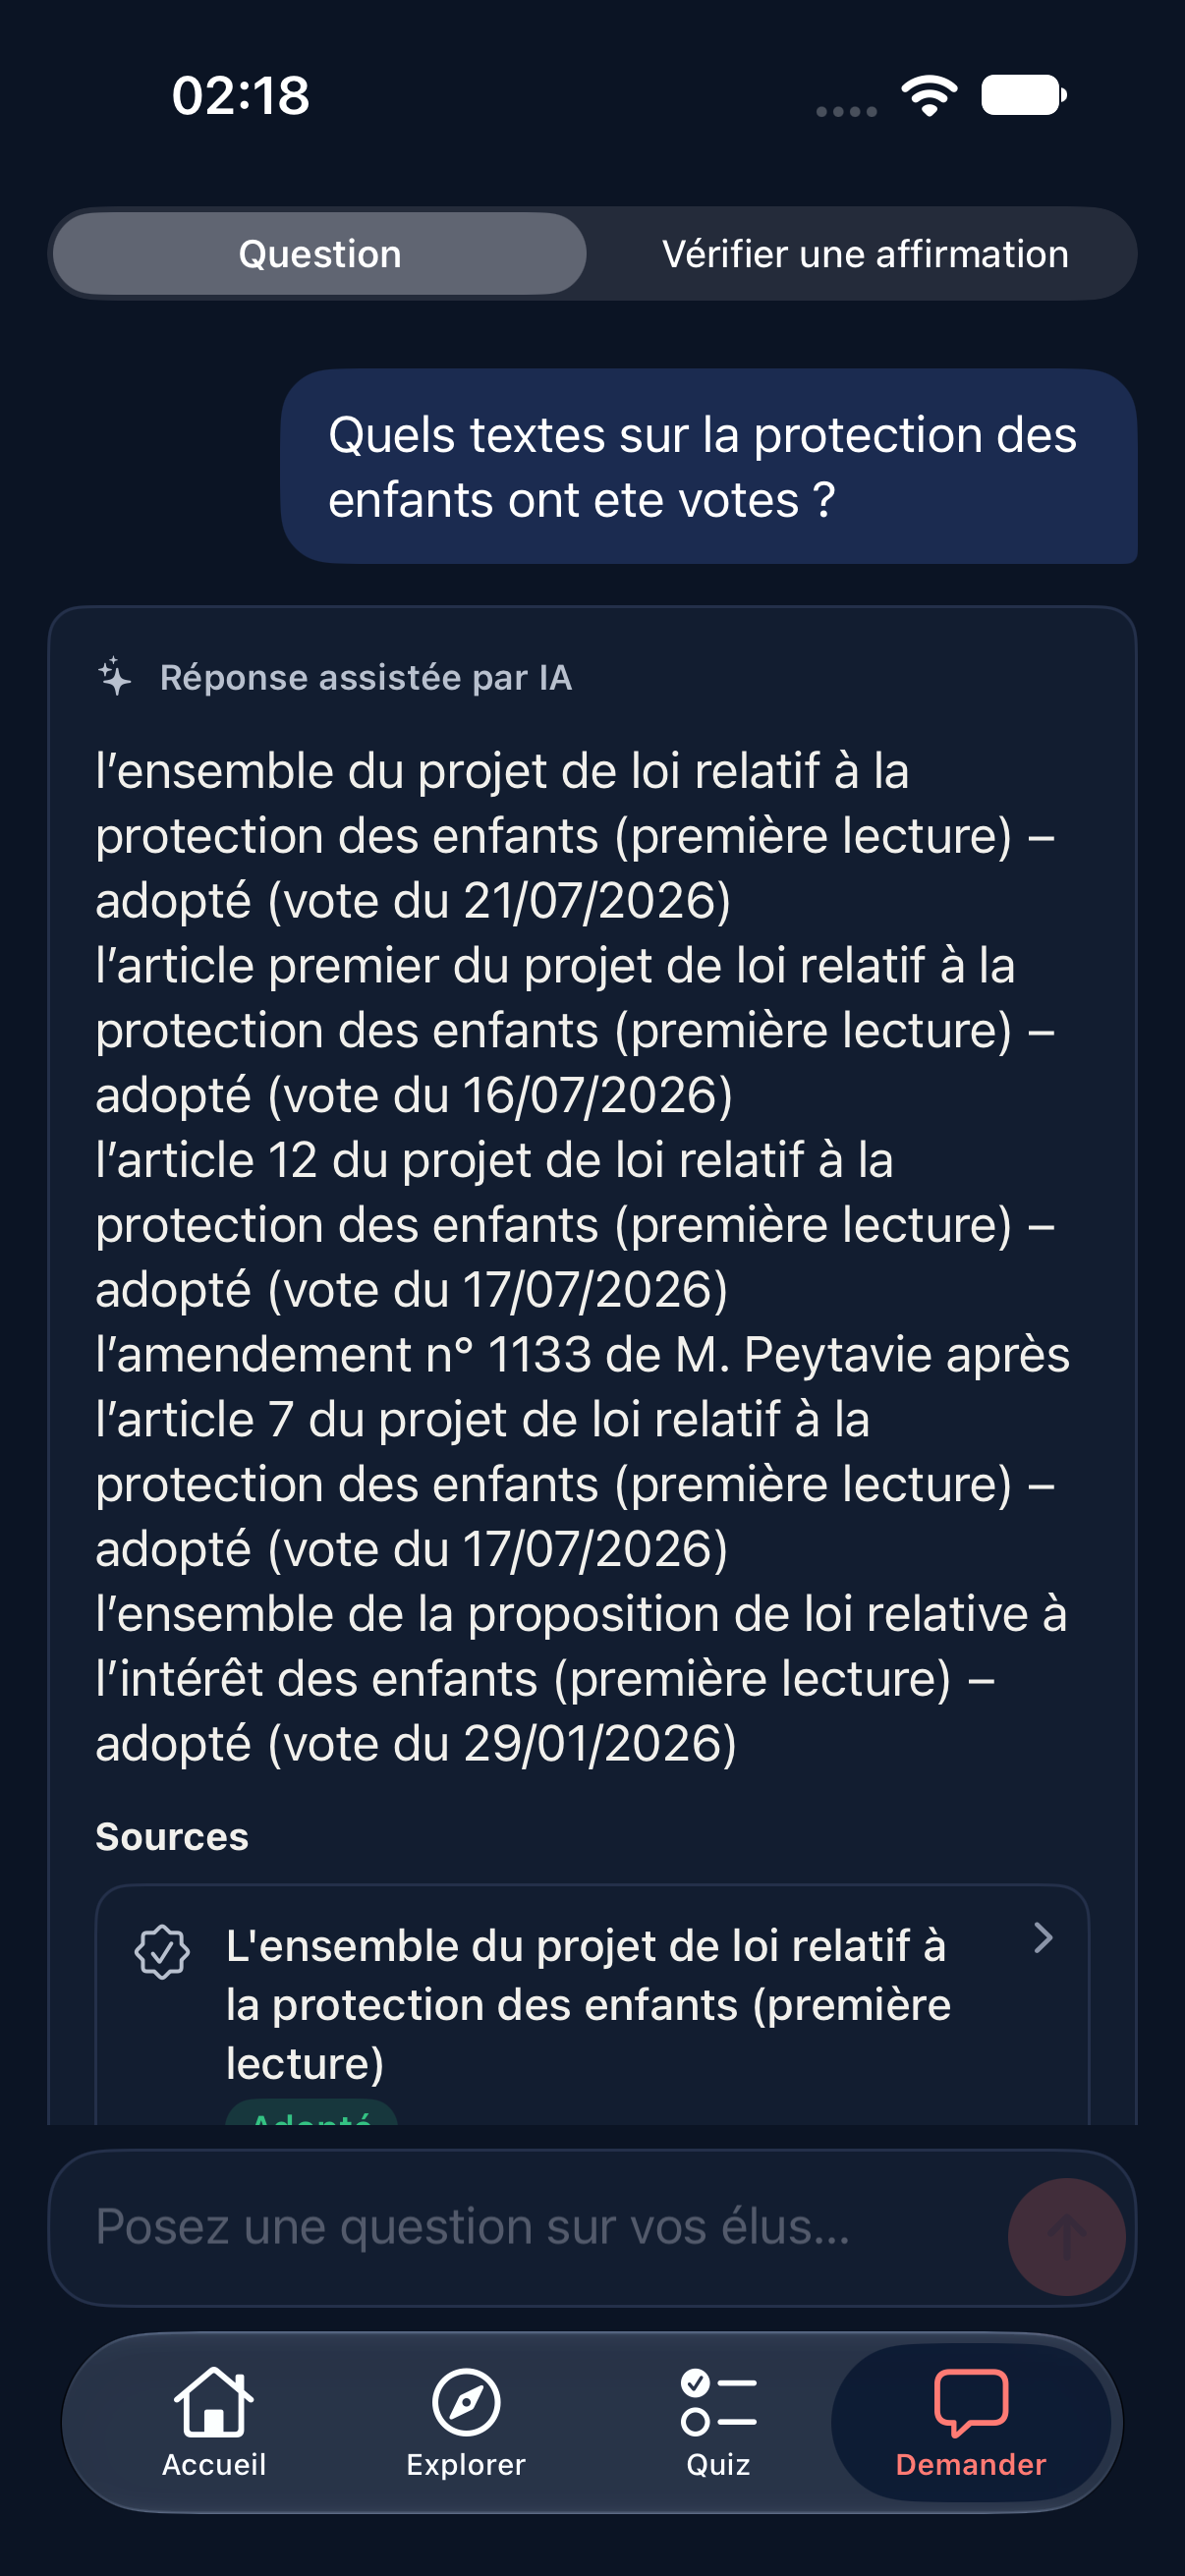 02:18
Question
Vérifier une affirmation
Quels textes sur la protection des
enfants ont ete votes ?
Réponse assistée par IA
l’ensemble du projet de loi relatif à la
protection des enfants (première lecture) –
adopté (vote du 21/07/2026)
l’article premier du projet de loi relatif à la
protection des enfants (première lecture) –
adopté (vote du 16/07/2026)
l’article 12 du projet de loi relatif à la
protection des enfants (première lecture) –
adopté (vote du 17/07/2026)
l’amendement n° 1133 de M. Peytavie après
l’article 7 du projet de loi relatif à la
protection des enfants (première lecture) –
adopté (vote du 17/07/2026)
l’ensemble de la proposition de loi relative à
l’intérêt des enfants (première lecture) –
adopté (vote du 29/01/2026)
Sources
L'ensemble du projet de loi relatif à
la protection des enfants (première
lecture)
Adopté
Posez une question sur vos élus...
Accueil
Explorer
Quiz
Demander